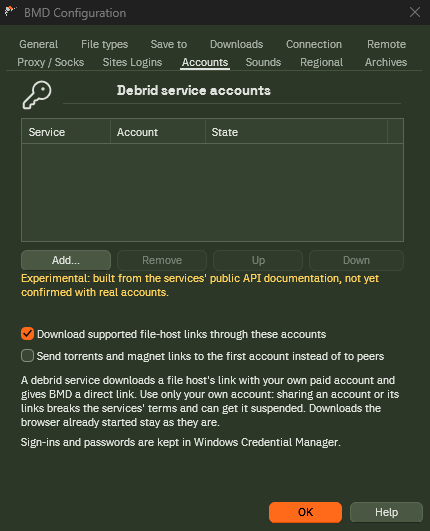 BMD Configuration
General File types Save to Downloads Connection Remote
Proxy / Socks Sites Logins Accounts Sounds Regional Archives
Debrid service accounts
Service Account State
Add... Remove Up Down
Experimental: built from the services' public API documentation, not yet
confirmed with real accounts.
Download supported file-host links through these accounts
Send torrents and magnet links to the first account instead of to peers
A debrid service downloads a file host's link with your own paid account and
gives BMD a direct link. Use only your own account: sharing an account or its
links breaks the services' terms and can get it suspended. Downloads the
browser already started stay as they are.
Sign-ins and passwords are kept in Windows Credential Manager.
OK Help